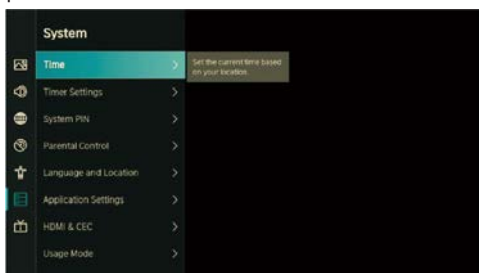 System
Time
Set the current time based
on your location.
Timer Settings
System PIN
Parental Control
Language and Location
Application Settings
HDMI & CEC
Usage Mode